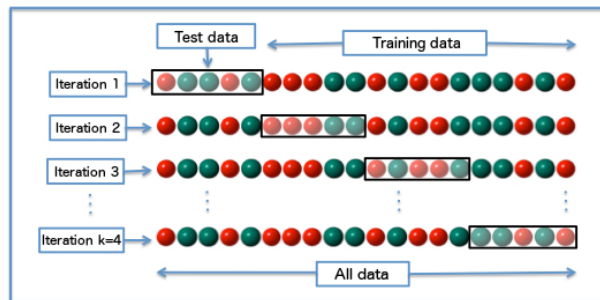 Test data
Training data
Iteration 1
Iteration 2
Iteration 3
Iteration k=4
All data